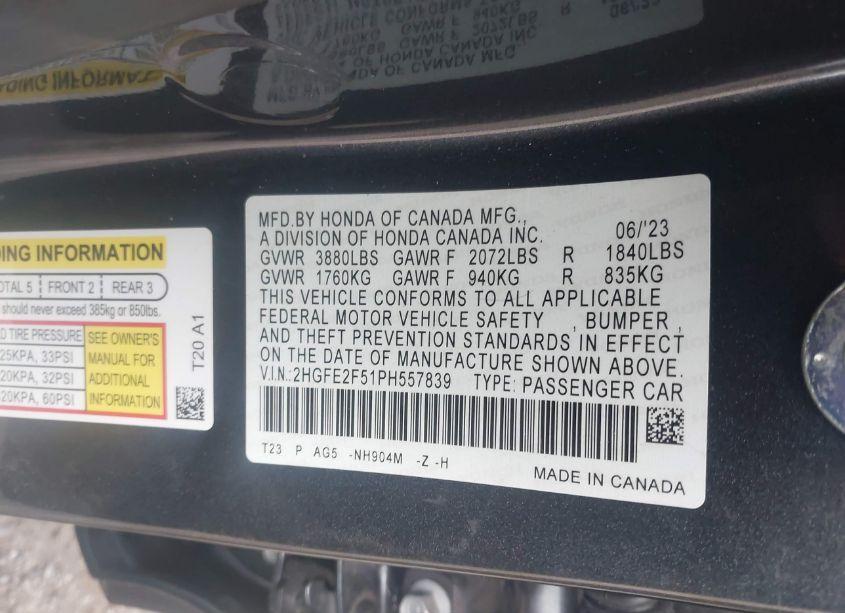 DING INFORMATION
OTAL 5 FRONT 2 REAR 3
should never exceed 385kg or 850lbs.
D TIRE PRESSURE
25KPA, 33PSI
20KPA, 32PSI
20KPA, 60PSI
SEE OWNER'S
MANUAL FOR
ADDITIONAL
INFORMATION
T20 A1
MFD.BY HONDA OF CANADA MFG.,
A DIVISION OF HONDA CANADA INC. 06/'23
GVWR 3880LBS GAWR F 2072LBS R 1840LBS
GVWR 1760KG GAWR F 940KG R 835KG
THIS VEHICLE CONFORMS TO ALL APPLICABLE
FEDERAL MOTOR VEHICLE SAFETY , BUMPER ,
AND THEFT PREVENTION STANDARDS IN EFFECT
ON THE DATE OF MANUFACTURE SHOWN ABOVE.
V.I.N.:2HGFE2F51PH557839 TYPE: PASSENGER CAR
T23 P AG5 -NH904M -Z -H
MADE IN CANADA